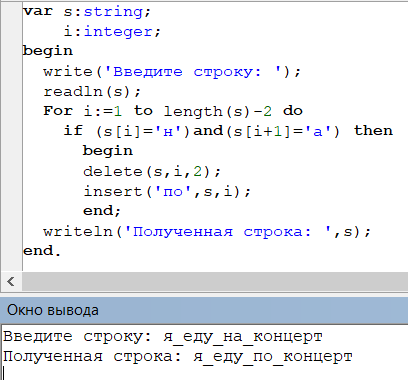 var s:string;
i:integer;
begin
write('Введите строку: ');
readln(s);
For i:=1 to length(s)-2 do
if (s[i]='н')and(s[i+1]='а') then
begin
delete(s,i,2);
insert('по',s,i);
end;
writeln('Полученная строка: ',s);
end.
Окно вывода
Введите строку: я_еду_на_концерт
Полученная строка: я_еду_по_концерт